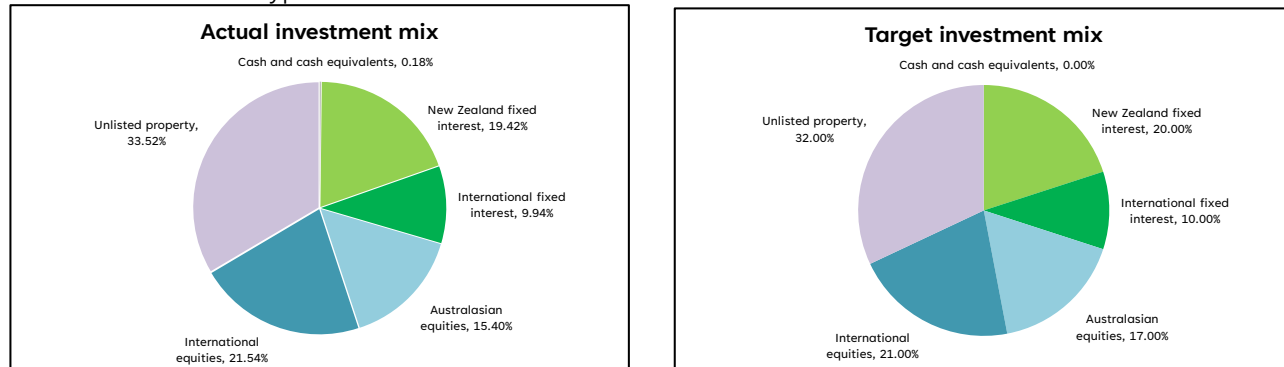 Actual investment mix
Cash and cash equivalents, 0.18%
New Zealand fixed
interest, 19.42%
International fixed
interest, 9.94%
Australasian
equities, 15.40%
International
equities, 21.54%
Unlisted property,
33.52%
Target investment mix
Cash and cash equivalents, 0.00%
New Zealand fixed
interest, 20.00%
International fixed
interest, 10.00%
Australasian
equities, 17.00%
International
equities, 21.00%
Unlisted property,
32.00%